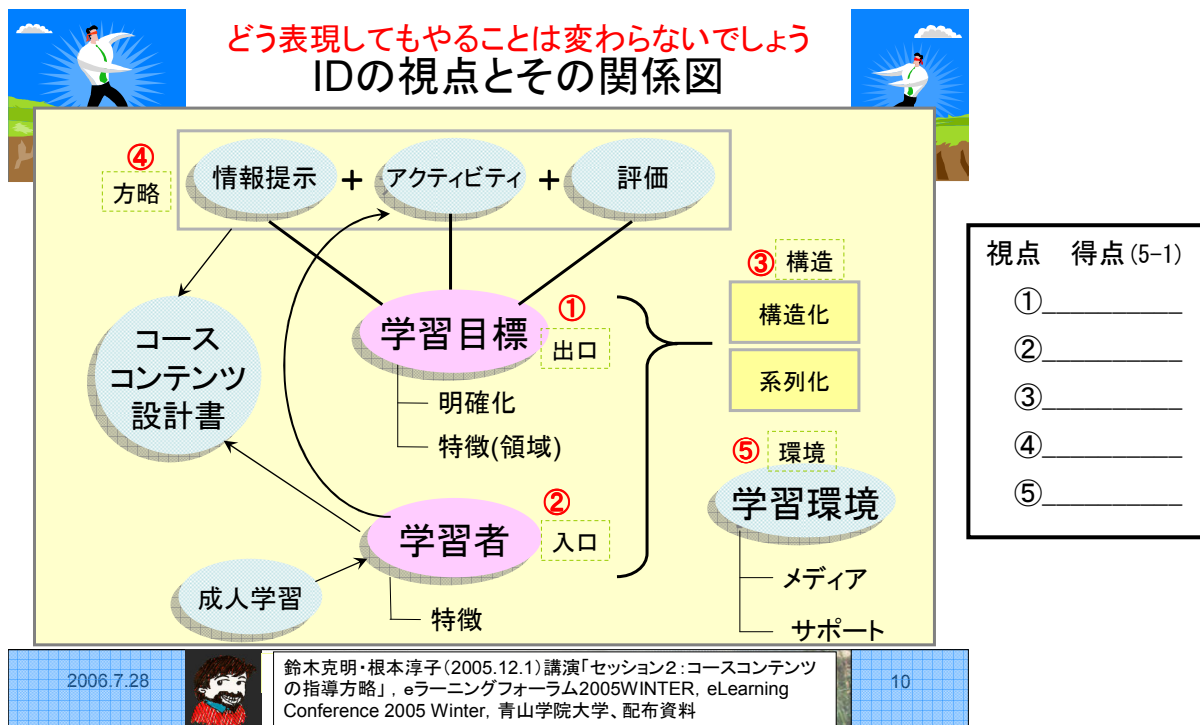 どう表現してもやることは変わらないでしょう
IDの視点とその関係図
④
方略
情報提示 + アクティビティ + 評価
③ 構造
構造化
系列化
① 出口
学習目標
明確化
特徴(領域)
コース
コンテンツ
設計書
⑤ 環境
学習環境
メディア
サポート
② 入口
学習者
特徴
成人学習
視点 得点(5-1)
①__________
②__________
③__________
④__________
⑤__________
2006.7.28
鈴木克明・根本淳子(2005.12.1)講演「セッション2:コースコンテンツ
の指導方略」, eラーニングフォーラム2005WINTER, eLearning
Conference 2005 Winter, 青山学院大学、配布資料
10